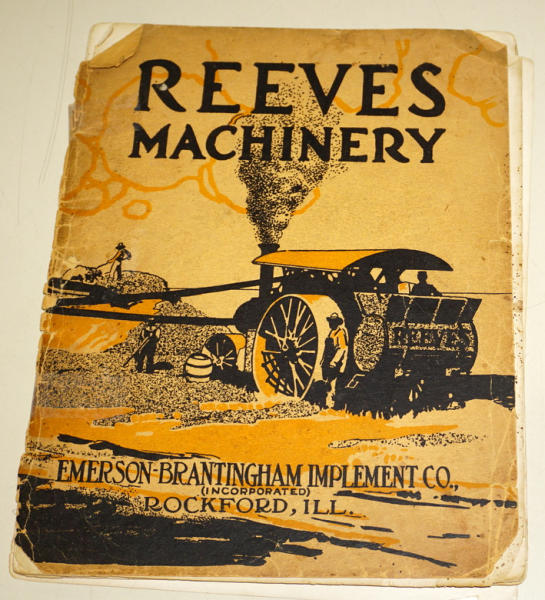 REEVES
MACHINERY
REEVES
EMERSON-BRANTINGHAM IMPLEMENT CO.,
(INCORPORATED)
ROCKFORD, ILL.